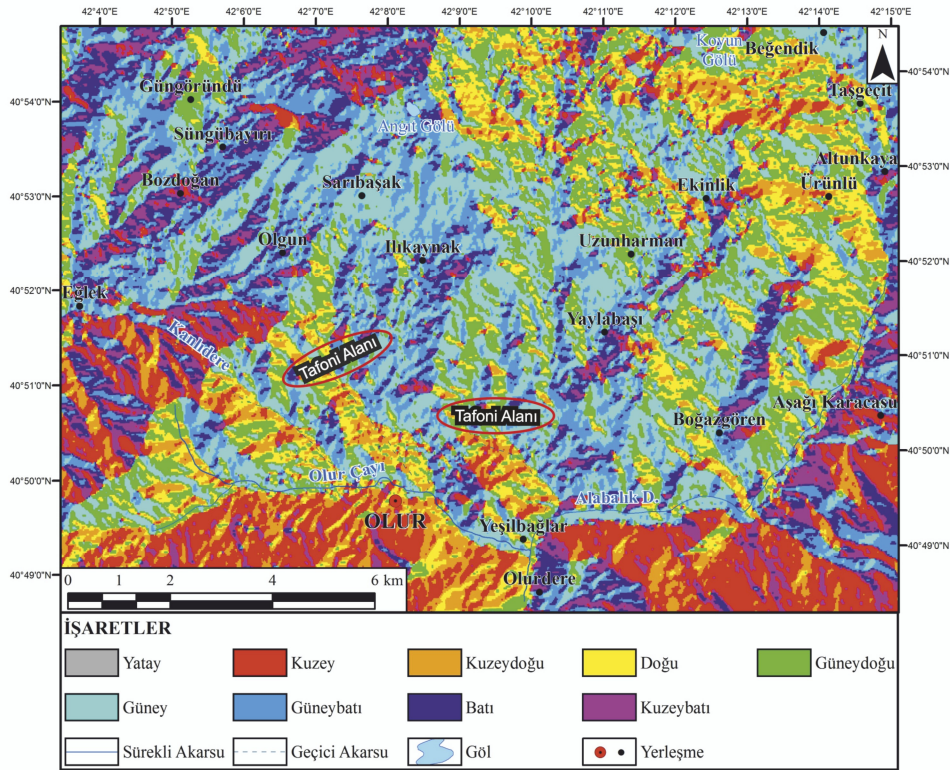 42°4'0"E 42°5'0"E 42°6'0"E 42°7'0"E 42°8'0"E 42°9'0"E 42°10'0"E 42°11'0"E 42°12'0"E 42°13'0"E 42°14'0"E 42°15'0"E
N
Koyun
Gölü
Beğendik
40°54'0"N
Güngöründü
Taşgeçit
40°54'0"N
Angıt Gölü
Süngübayırı
Altunkaya
40°53'0"N
40°53'0"N
Bozdoğan
Sarıbaşak
Ekinlik
Ürünlü
Olgun
Ilıkaynak
Uzunharman
40°52'0"N
40°52'0"N
Eğlek
Yaylabaşı
Kanlıdere
Tafoni Alanı
40°51'0"N
40°51'0"N
Tafoni Alanı
Aşağı Karacasu
Boğazgören
40°50'0"N
40°50'0"N
Olur Çayı
Alabalık D.
OLUR
Yeşilbağlar
40°49'0"N
40°49'0"N
Olurdere
0 1 2 4 6 km
İŞARETLER
Yatay Kuzey Kuzeydoğu Doğu Güneydoğu
Güney Güneybatı Batı Kuzeybatı
Sürekli Akarsu Geçici Akarsu Göl Yerleşme